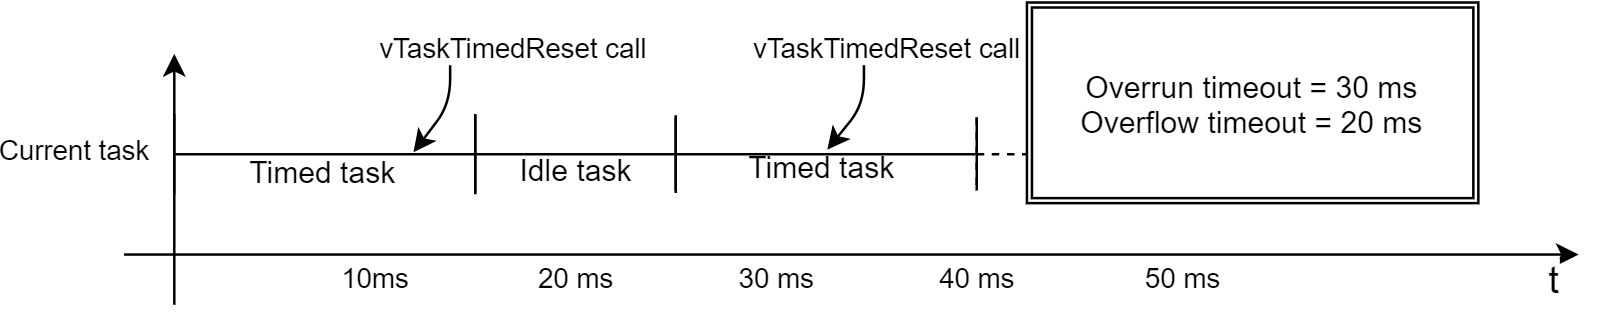 vTaskTimedReset call
vTaskTimedReset call
Overrun timeout = 30 ms
Overflow timeout = 20 ms
Current task
Timed task
Idle task
Timed task
10ms
20 ms
30 ms
40 ms
50 ms
t